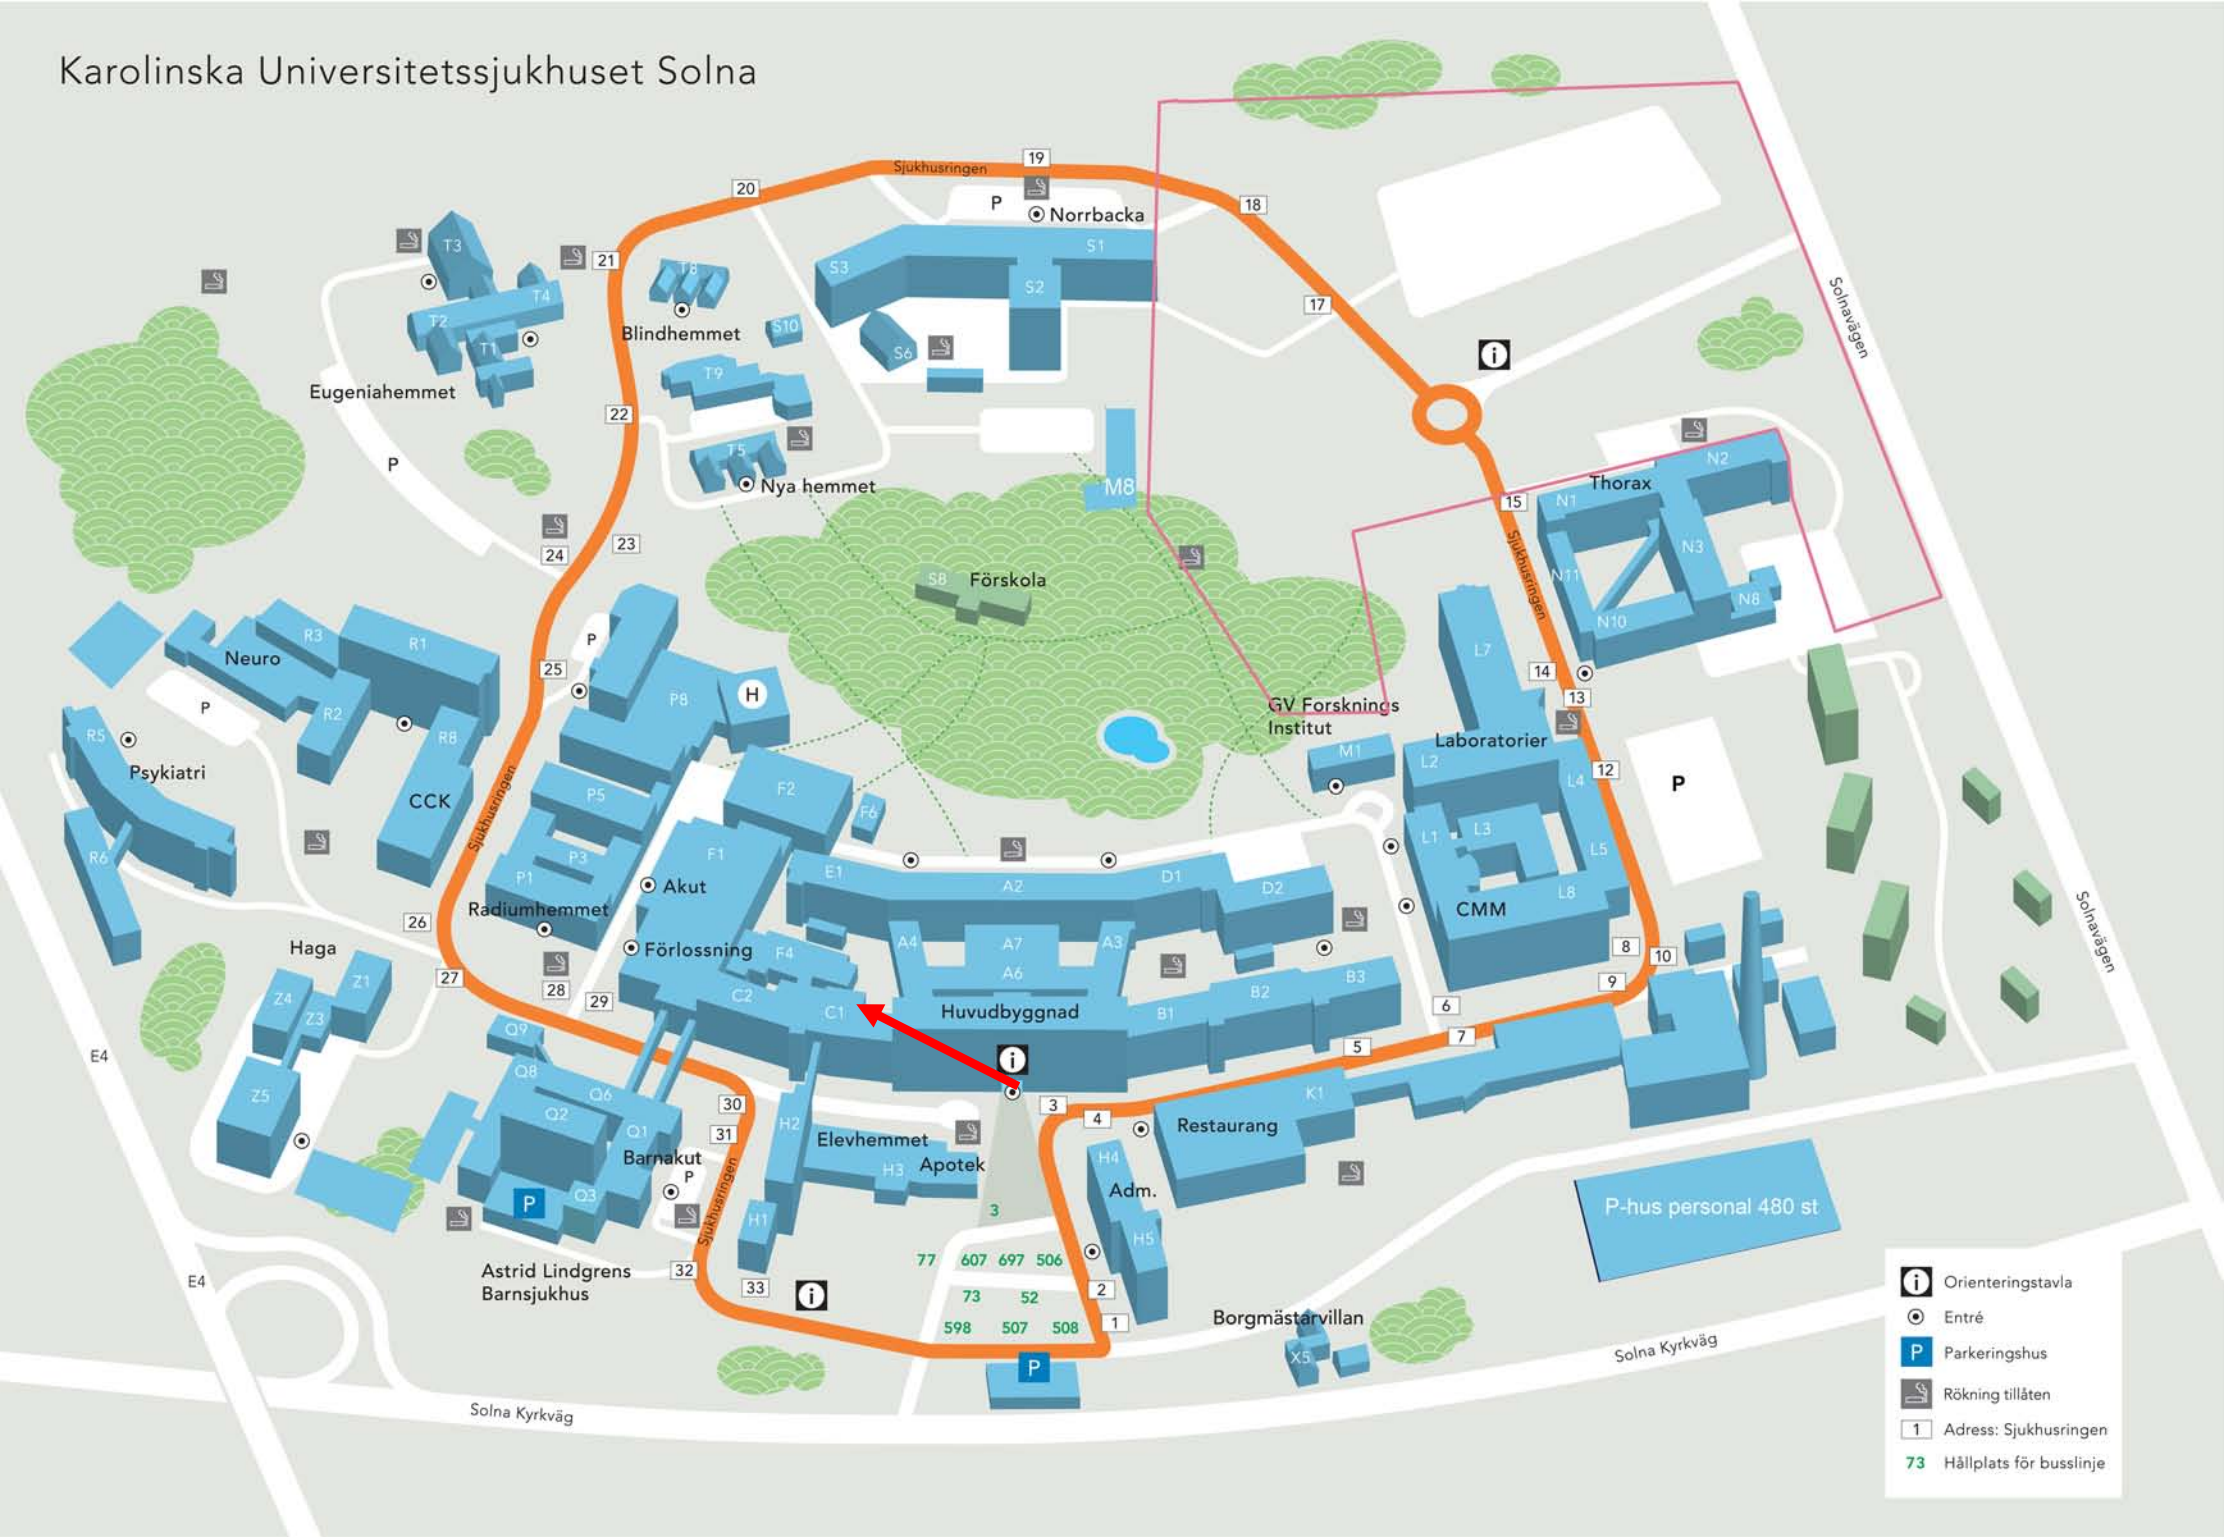 Karolinska Universitetssjukhuset Solna
19
Sjukhusringen
20
P
Norrbacka
18
T3
21
T8
S3
S1
S2
17
T4
T2
T1
Blindhemmet
S10
S6
i
Solnavägen
Eugeniahemmet
T9
22
P
T5
Nya hemmet
M8
15
Thorax
N1
N2
24
23
S8
Förskola
Sjukhusringen
N11
N3
N8
N10
R3
R1
Neuro
P
25
P8
H
L7
14
13
P
R2
R5
R8
GV Forsknings
Institut
Psykiatri
M1
Laboratorier
L2
L4
12
P
CCK
Sjukhusringen
P5
F2
F6
R6
P3
P1
F1
L1
L3
L5
E1
A2
D1
D2
L8
Akut
Radiumhemmet
CMM
Solnavägen
26
Haga
Förlossning
F4
A4
A7
A3
8
10
27
28
29
C2
C1
A6
Huvudbyggnad
B1
B2
B3
9
6
Z1
Z4
Z3
Q9
5
7
E4
i
Z5
Q8
Q6
Q2
Q1
30
31
H2
Elevhemmet
Apotek
H3
3
4
K1
Restaurang
Barnakut
P
H4
Adm.
P
Q3
Sjukhusringen
H1
3
H5
P-hus personal 480 st
77
607
697
506
E4
Astrid Lindgrens
Barnsjukhus
32
33
i
73
52
2
598
507
508
1
Borgmästarvillan
X5
P
Solna Kyrkväg
Solna Kyrkväg
i Orienteringstavla
Entré
P Parkeringshus
Rökning tillåten
1 Adress: Sjukhusringen
73 Hållplats för busslinje